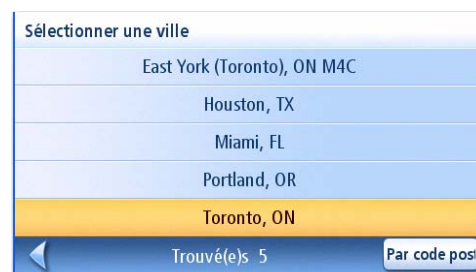 Sélectionner une ville
East York (Toronto), ON M4C
Houston, TX
Miami, FL
Portland, OR
Toronto, ON
Trouvé(e)s 5
Par code pos